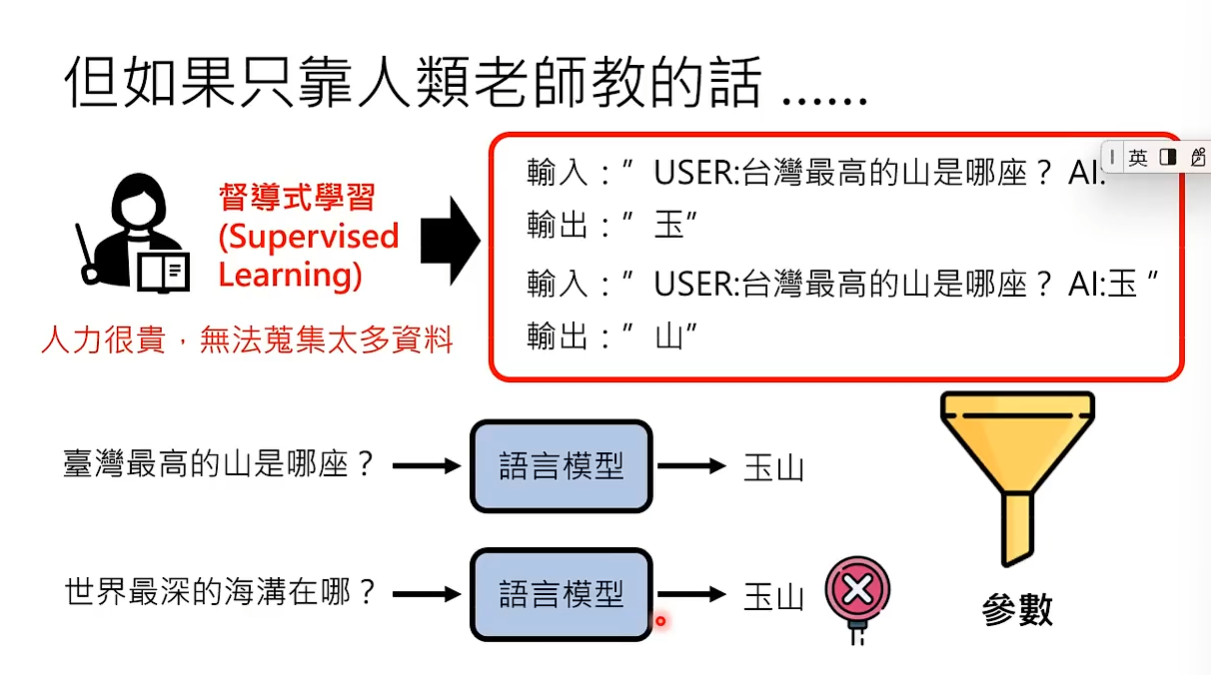 但如果只靠人類老師教的話 ……
督導式學習
(Supervised
Learning)
人力很貴，無法蒐集太多資料
輸入：” USER:台灣最高的山是哪座？ AI:
輸出：” 玉”
輸入：” USER:台灣最高的山是哪座？ AI:玉 ”
輸出：” 山”
英
臺灣最高的山是哪座？
語言模型
玉山
世界最深的海溝在哪？
語言模型
玉山
參數